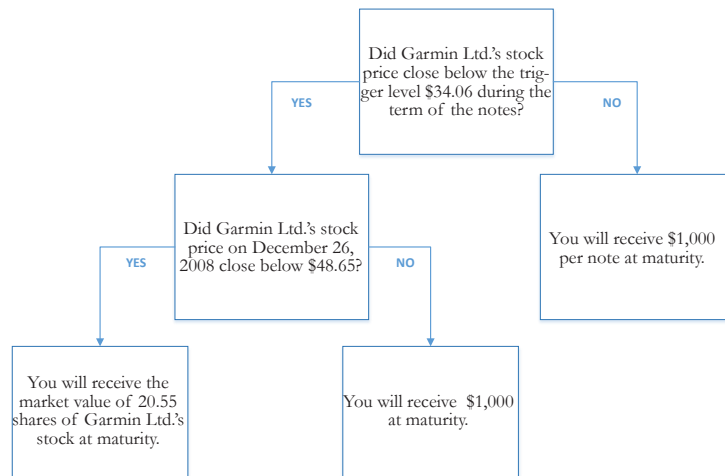 Did Garmin Ltd.'s stock
price close below the trig-
ger level $34.06 during the
term of the notes?
YES
NO
Did Garmin Ltd.'s stock
price on December 26,
2008 close below $48.65?
You will receive $1,000
per note at maturity.
YES
NO
You will receive the
market value of 20.55
shares of Garmin Ltd.'s
stock at maturity.
You will receive $1,000
at maturity.